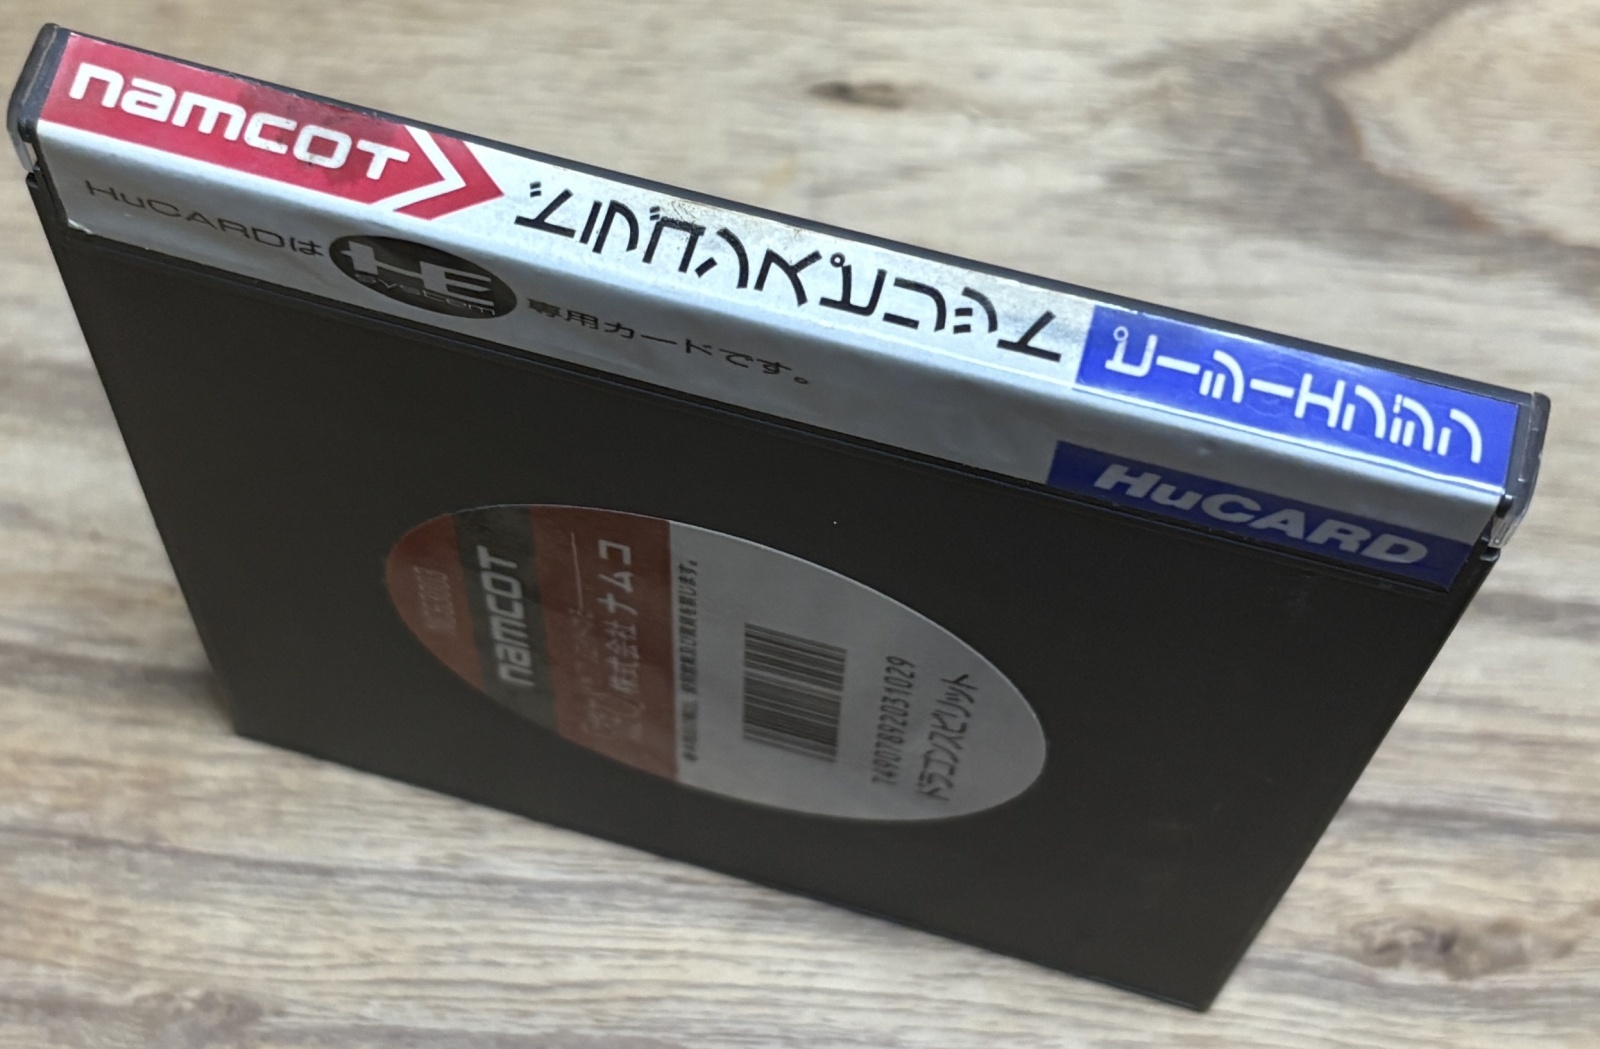 namcot
ドラゴンスピリット
ピーシーエンジン
HuCARDは HE system 専用カードです。
HuCARD
namcot
株式会社ナムコ
T4907892031029
ドラゴンスピリット